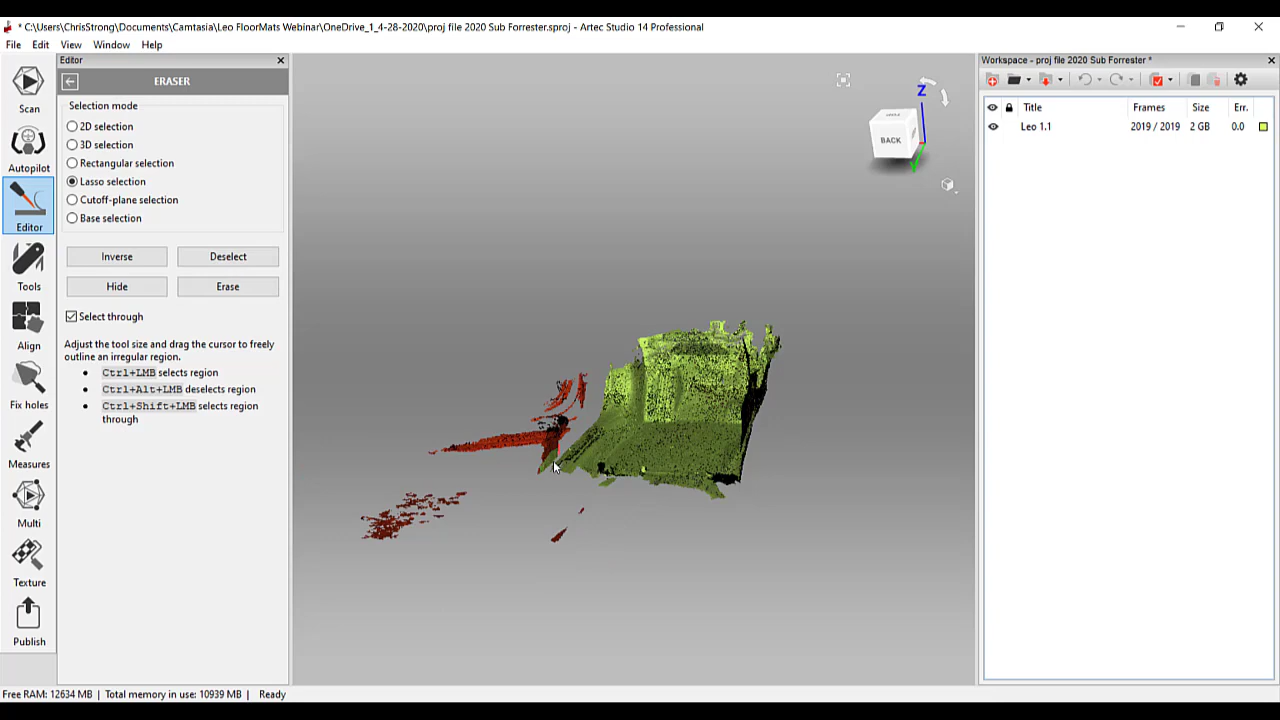 * C:\Users\ChrisStrong\Documents\Camtasia\Leo FloorMats Webinar\OneDrive_1_4-28-2020\proj file 2020 Sub Forrester.sproj - Artec Studio 14 Professional
File Edit View Window Help
Editor
ERASER
Selection mode
2D selection
3D selection
Rectangular selection
Lasso selection
Cutoff-plane selection
Base selection
Inverse Deselect
Hide Erase
Select through
Adjust the tool size and drag the cursor to freely
outline an irregular region.
Ctrl+LMB selects region
Ctrl+Alt+LMB deselects region
Ctrl+Shift+LMB selects region
through
Scan
Autopilot
Editor
Tools
Align
Fix holes
Measures
Multi
Texture
Publish
Z
BACK
Workspace - proj file 2020 Sub Forrester *
Title Frames Size Err.
Leo 1.1 2019 / 2019 2 GB 0.0
Free RAM: 12634 MB | Total memory in use: 10939 MB | Ready